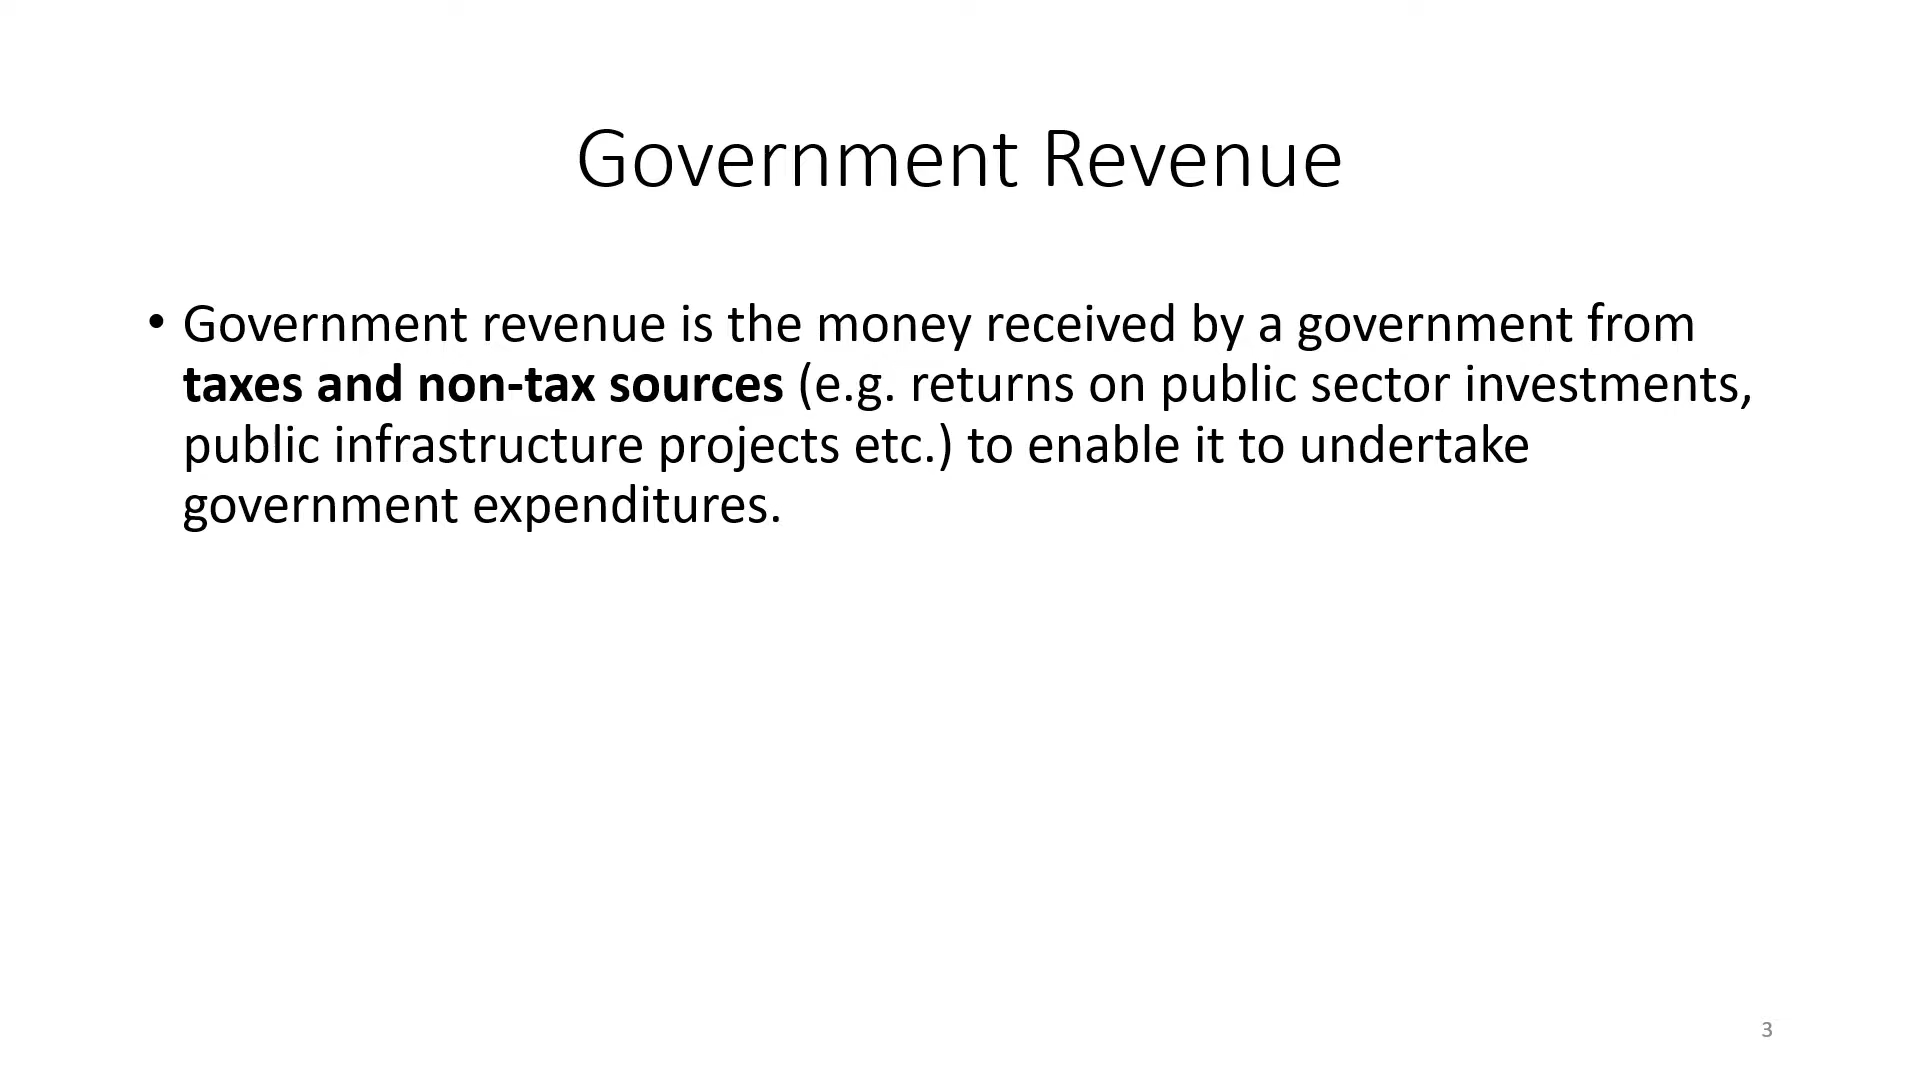 Government Revenue
• Government revenue is the money received by a government from
taxes and non-tax sources (e.g. returns on public sector investments,
public infrastructure projects etc.) to enable it to undertake
government expenditures.
3